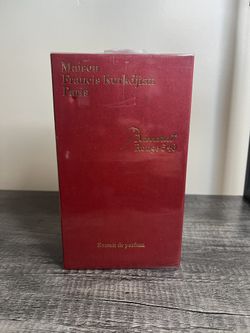 Maison
Francis Kurkdjian
Paris
Baccarat
Rouge 540
Extrait de parfum